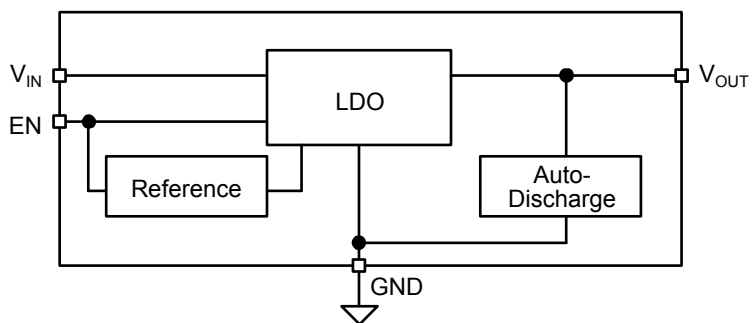 V_IN
LDO
V_OUT
EN
Reference
Auto-
Discharge
GND